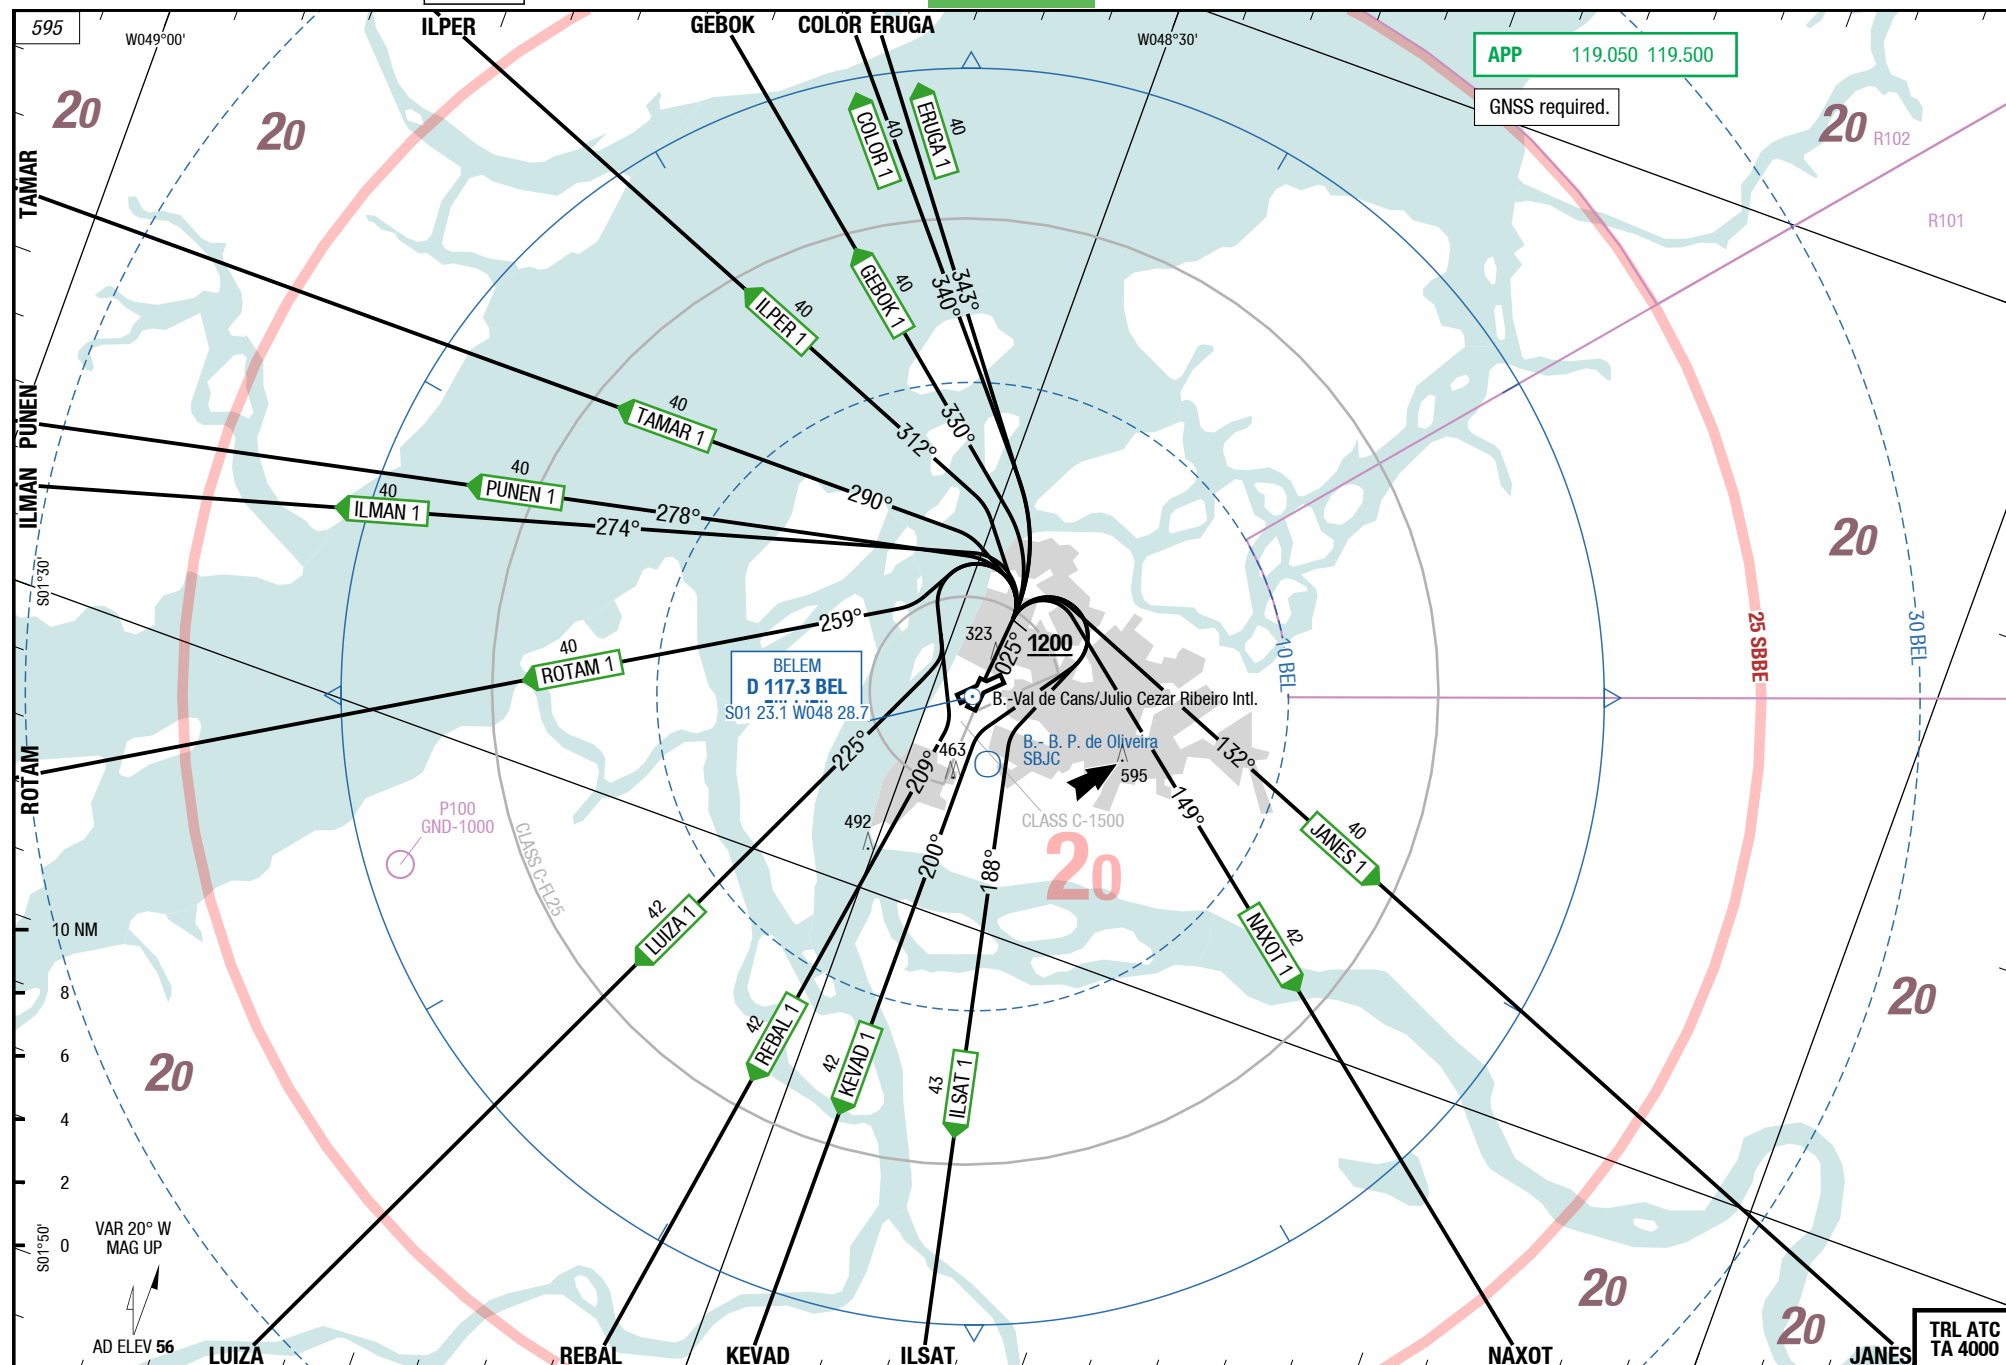 595
W049°00'
ILPER
GEBOK
COLOR ERUGA
W048°30'
APP 119.050 119.500
GNSS required.
20
20
20
R102
R101
TAMAR
COLOR 1
40
ERUGA 1
40
GEBOK 1
40
ILPER 1
40
340°
343°
TAMAR 1
40
330°
312°
PUNEN
PUNEN 1
40
290°
ILMAN
ILMAN 1
40
278°
274°
20
S01°30'
259°
ROTAM 1
40
323
025°
1200
10 BEL
25 SBBE
30 BEL
BELEM
D 117.3 BEL
S01 23.1 W048 28.7
B.-Val de Cans/Julio Cezar Ribeiro Intl.
B.- B. P. de Oliveira
SBJC
ROTAM
225°
209°
463
595
132°
149°
P100
GND-1000
492
200°
188°
CLASS C-1500
CLASS C-FL25
20
JANES 1
40
LUIZA 1
42
NAXOT 1
42
10 NM
8
6
4
2
0
REBAL 1
42
KEVAD 1
42
ILSAT 1
43
20
20
20
20
S01°50'
VAR 20° W
MAG UP
AD ELEV 56
LUIZA
REBAL
KEVAD
ILSAT
NAXOT
JANES
TRL ATC
TA 4000